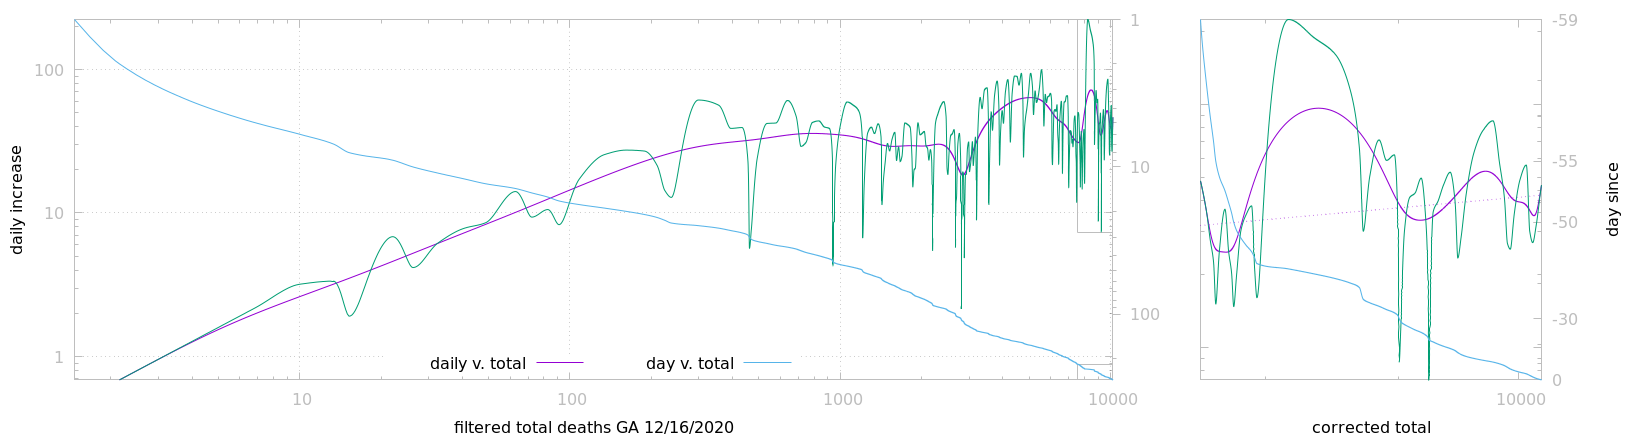 100
10
1
daily increase
10
100
1000
10000
filtered total deaths GA 12/16/2020
daily v. total
day v. total
1
10
100
-59
-55
-50
-30
0
day since
10000
corrected total